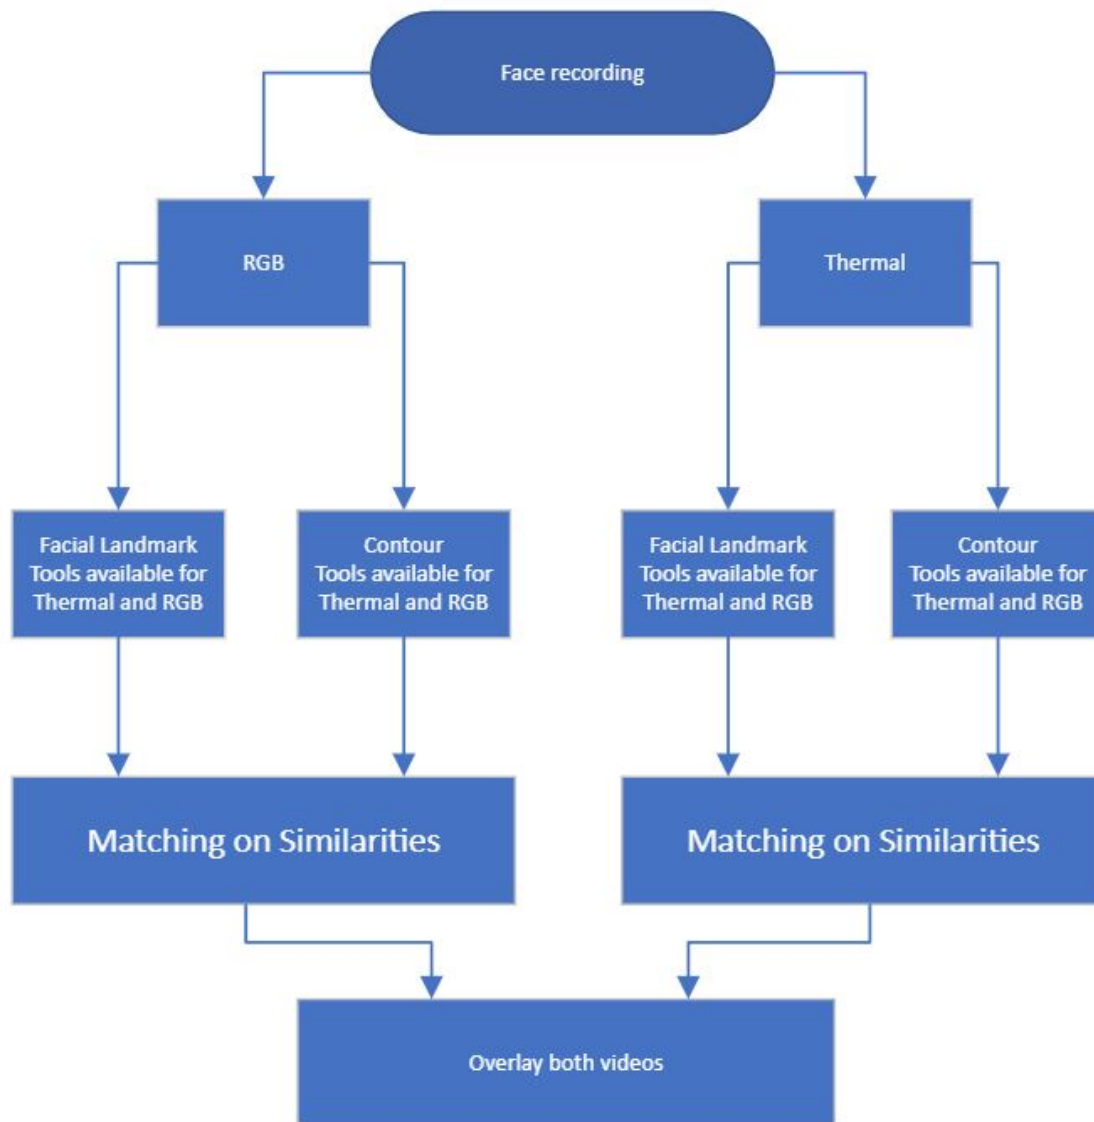 Face recording
RGB
Thermal
Facial Landmark
Tools available for
Thermal and RGB
Contour
Tools available for
Thermal and RGB
Facial Landmark
Tools available for
Thermal and RGB
Contour
Tools available for
Thermal and RGB
Matching on Similarities
Matching on Similarities
Overlay both videos